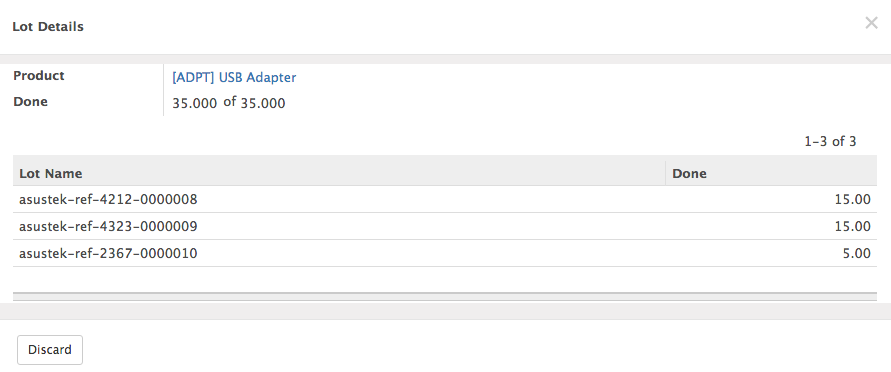 Lot Details
×
Product [ADPT] USB Adapter
Done 35.000 of 35.000
1-3 of 3
Lot Name Done
asustek-ref-4212-0000008 15.00
asustek-ref-4323-0000009 15.00
asustek-ref-2367-0000010 5.00
Discard